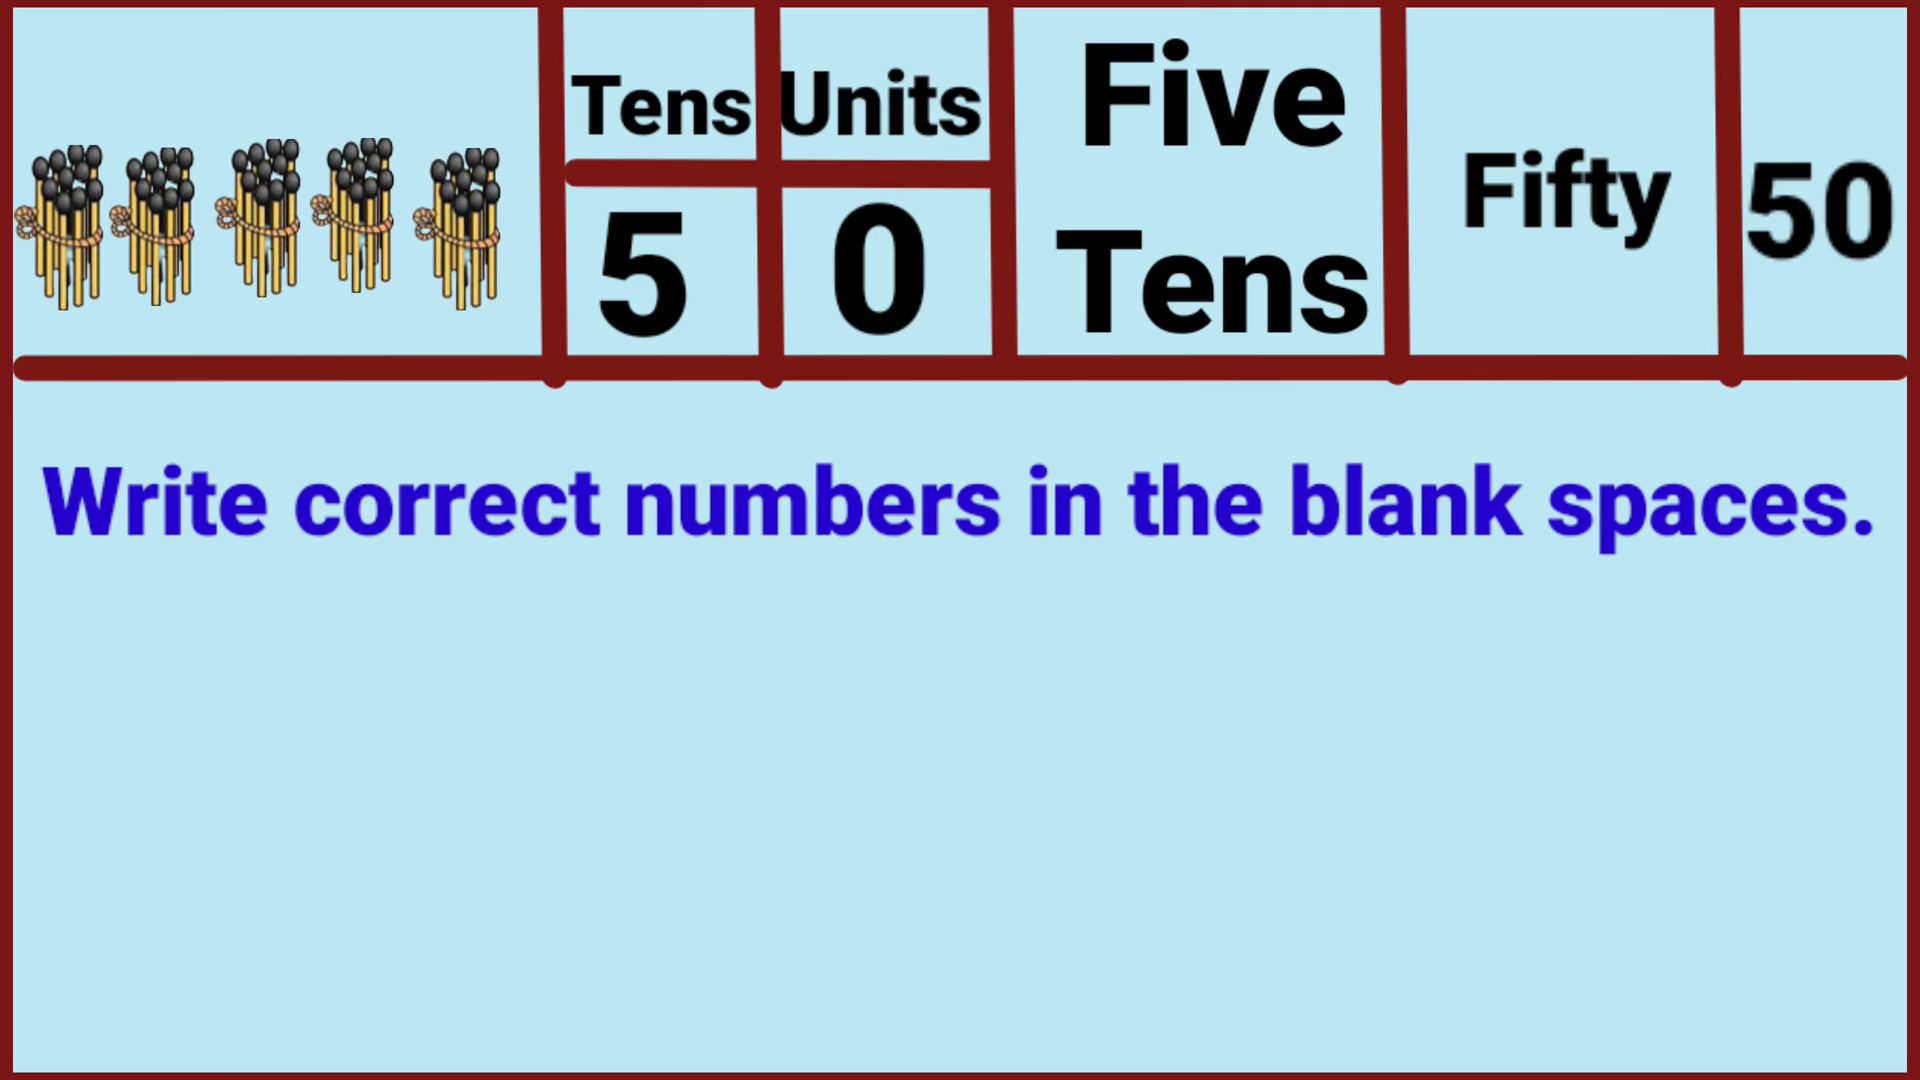 Tens Units
5 0
Five
Tens
Fifty
50
Write correct numbers in the blank spaces.